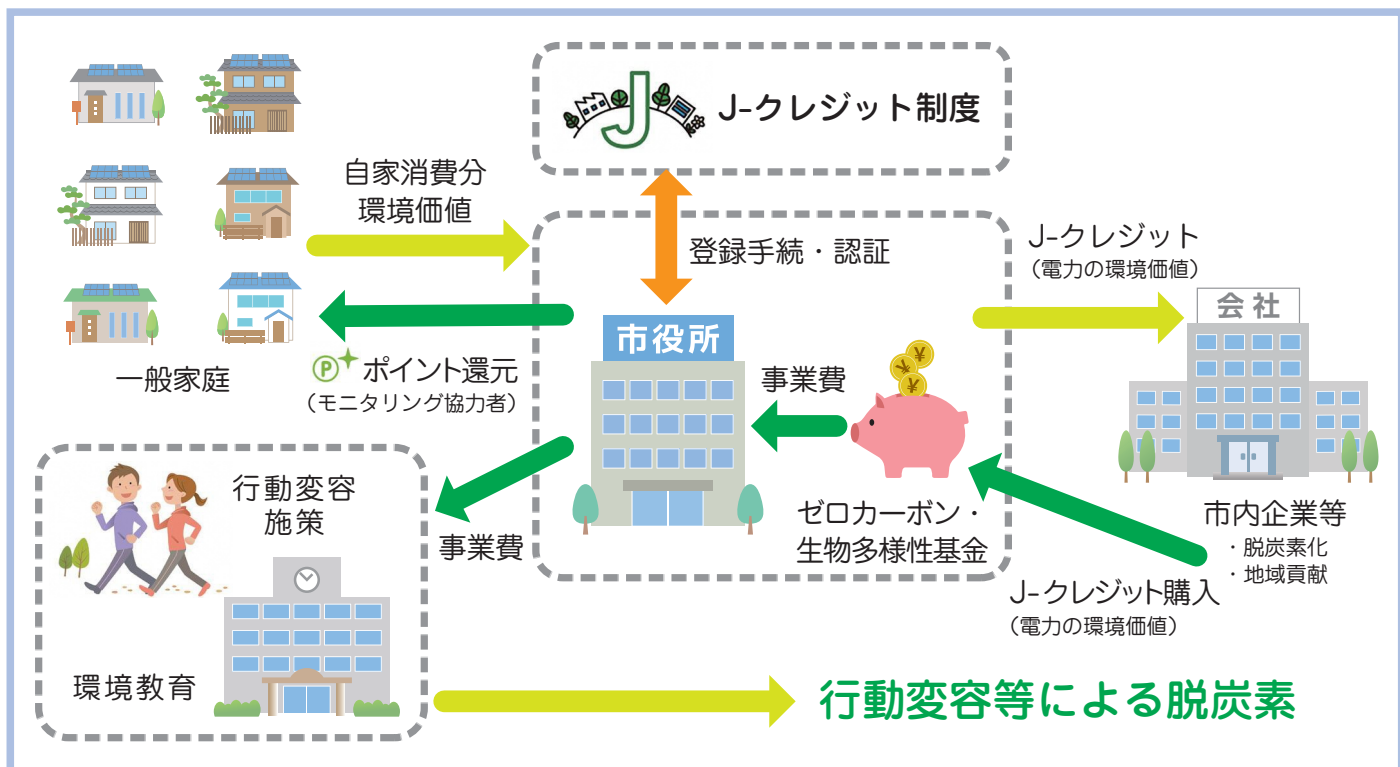 J
J-クレジット制度
自家消費分
環境価値
登録手続・認証
J-クレジット
（電力の環境価値）
会社
市役所
一般家庭
P ポイント還元
（モニタリング協力者）
事業費
¥
¥
¥
ゼロカーボン・
生物多様性基金
市内企業等
・脱炭素化
・地域貢献
J-クレジット購入
（電力の環境価値）
行動変容
施策
事業費
環境教育
行動変容等による脱炭素